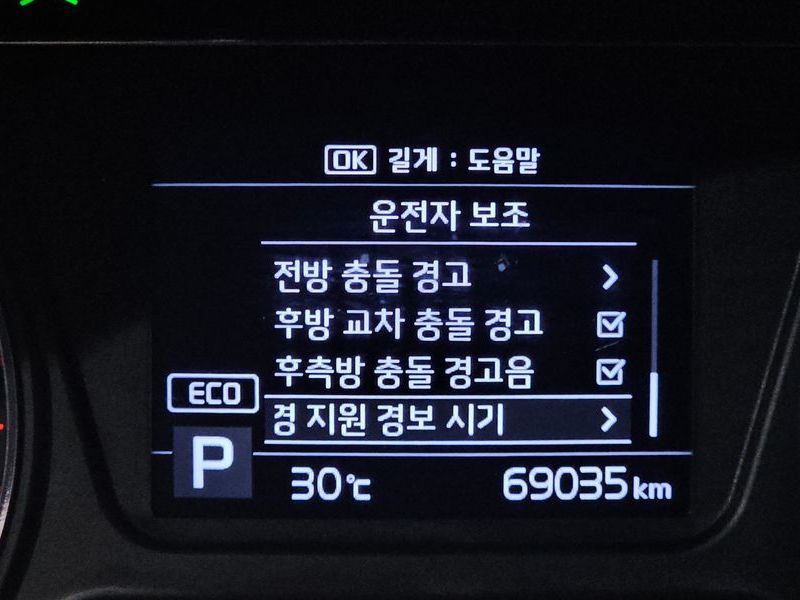 OK 길게 : 도움말
운전자 보조
전방 충돌 경고
후방 교차 충돌 경고
후측방 충돌 경고음
경 지원 경보 시기
ECO
P
30℃ 69035 km